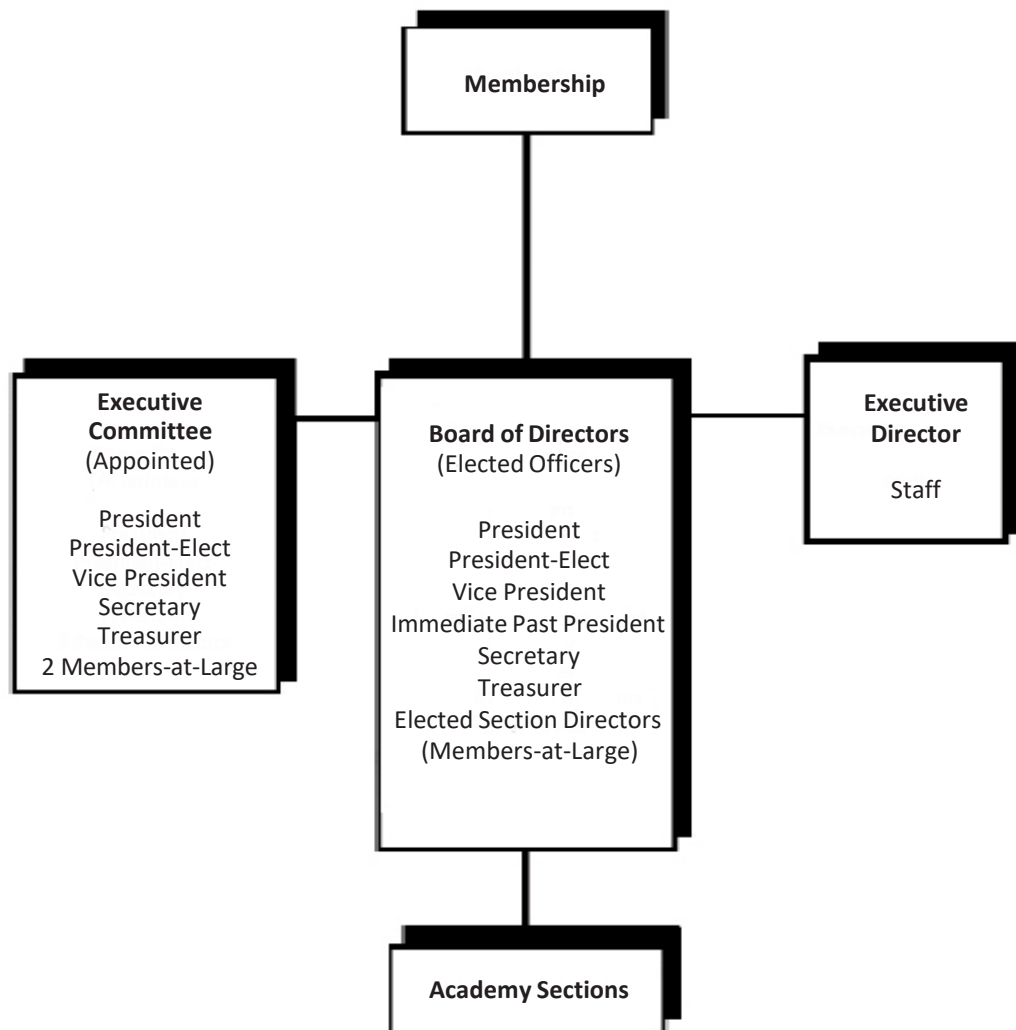 Membership
Executive
Committee
(Appointed)
President
President-Elect
Vice President
Secretary
Treasurer
2 Members-at-Large
Board of Directors
(Elected Officers)
President
President-Elect
Vice President
Immediate Past President
Secretary
Treasurer
Elected Section Directors
(Members-at-Large)
Executive
Director
Staff
Academy Sections